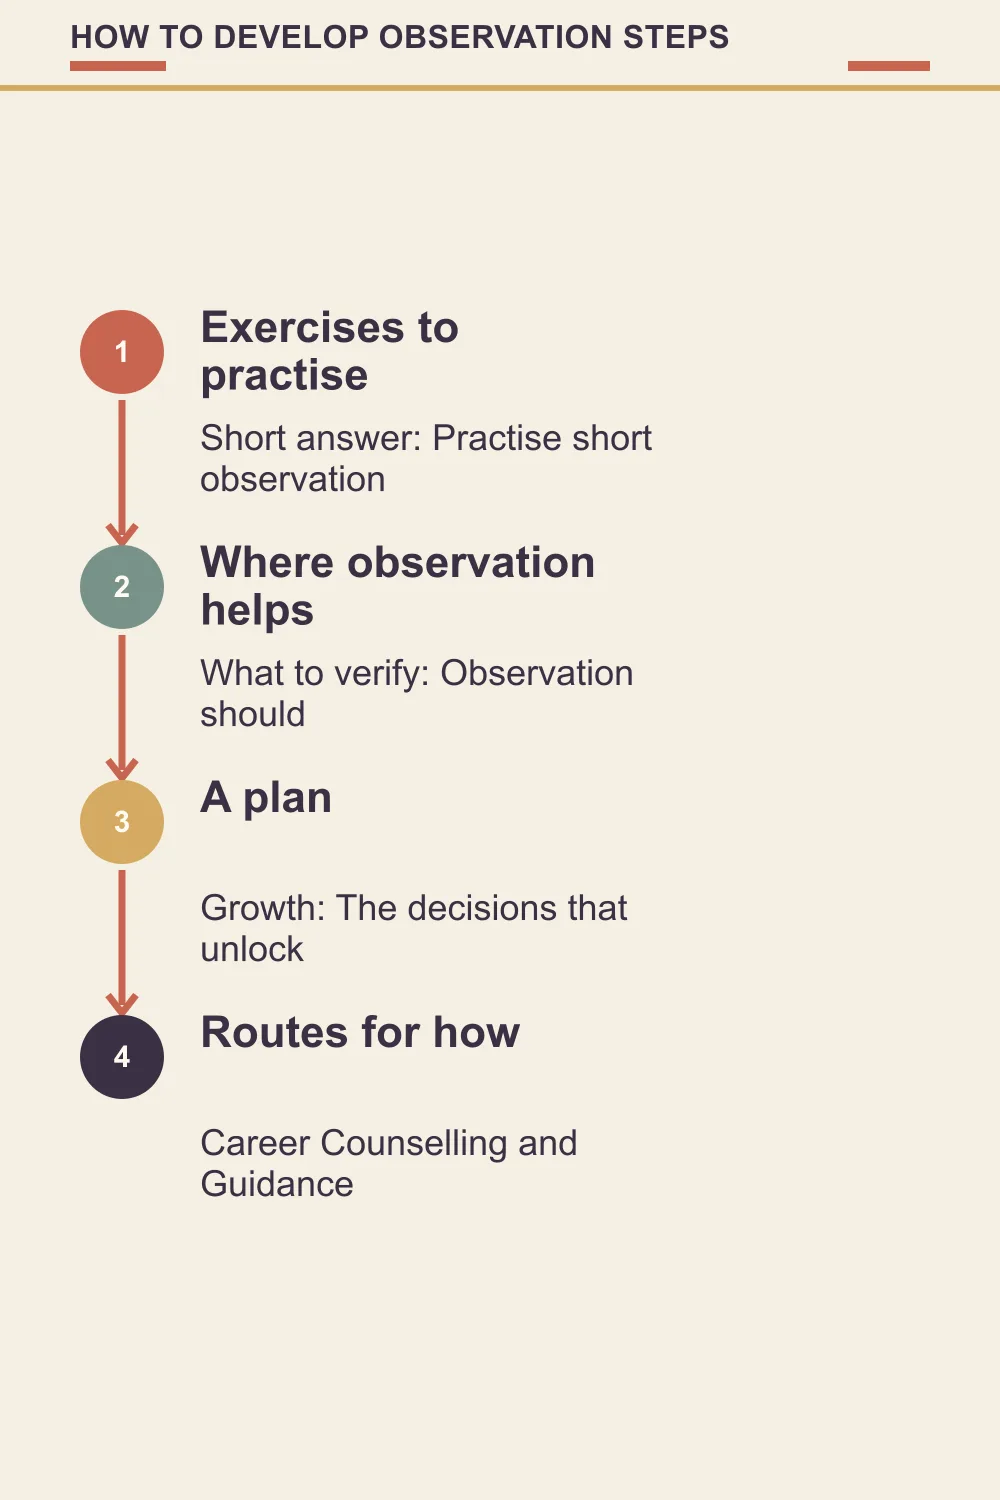 HOW TO DEVELOP OBSERVATION STEPS
1
Exercises to
practise
Short answer: Practise short
observation
2
Where observation
helps
What to verify: Observation
should
3
A plan
Growth: The decisions that
unlock
4
Routes for how
Career Counselling and
Guidance